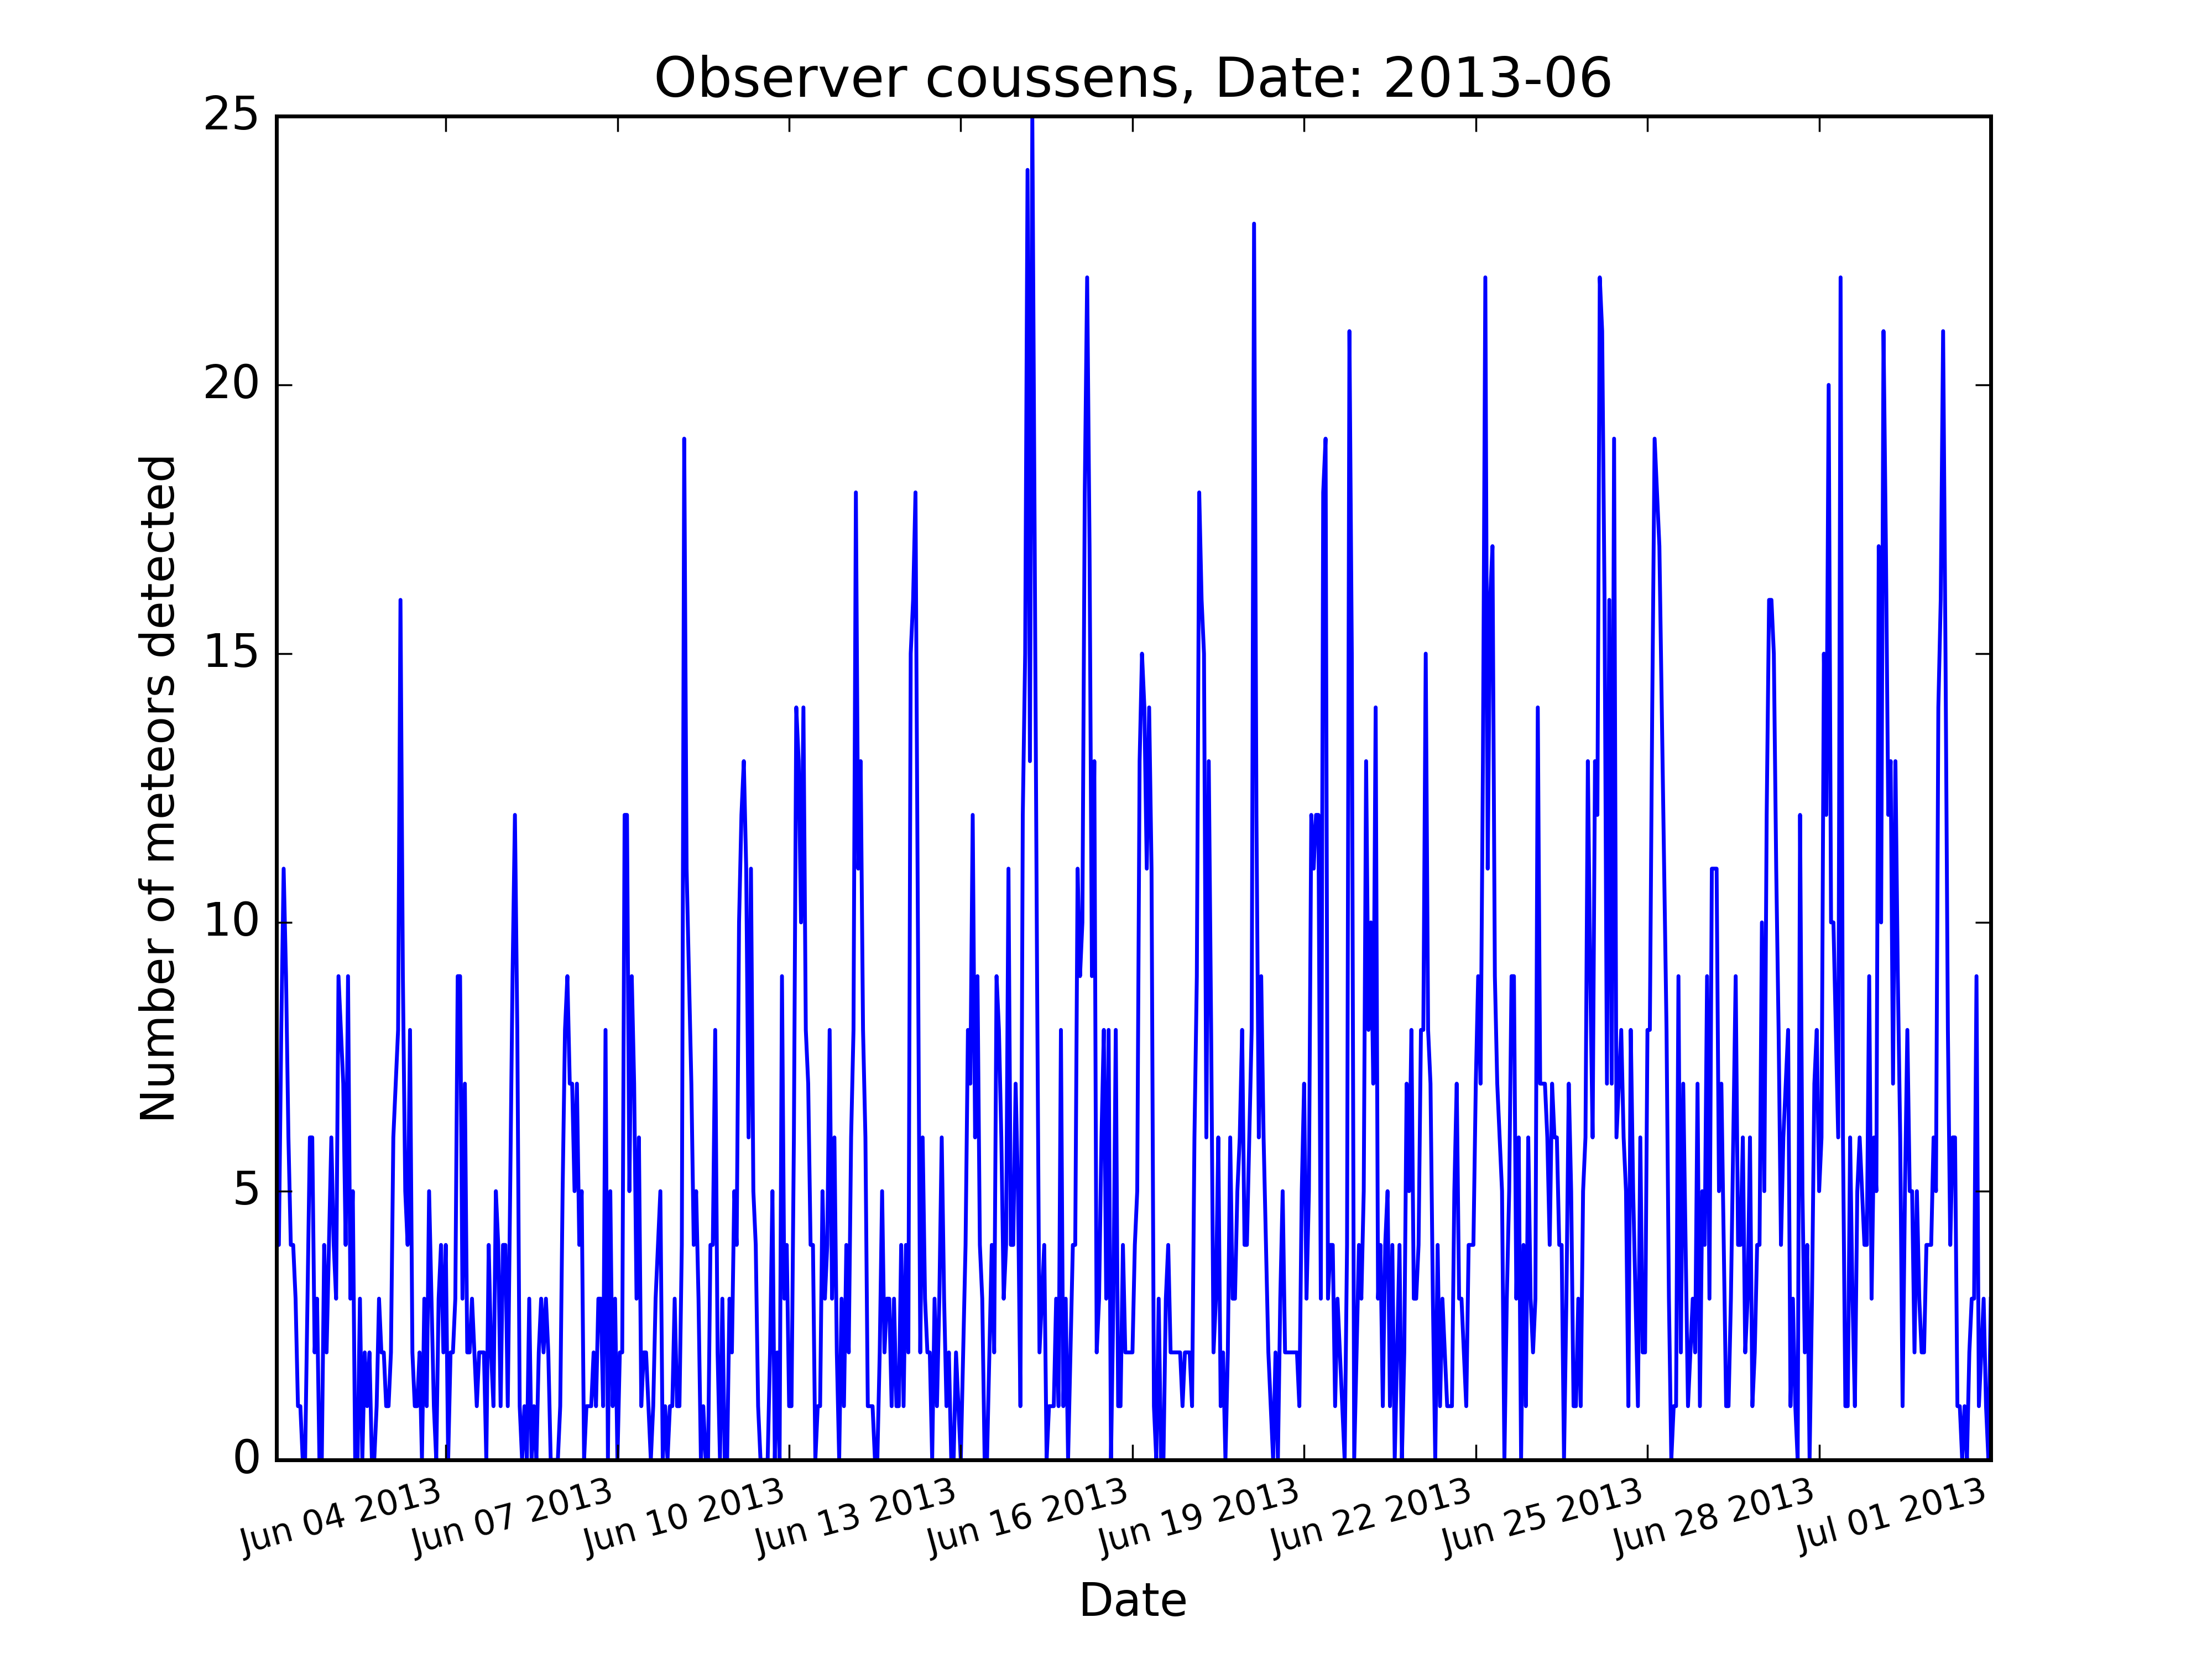 Observer coussens, Date: 2013-06
25
20
15
10
5
0
Number of meteors detected
Jun 04 2013
Jun 07 2013
Jun 10 2013
Jun 13 2013
Jun 16 2013
Jun 19 2013
Jun 22 2013
Jun 25 2013
Jun 28 2013
Jul 01 2013
Date